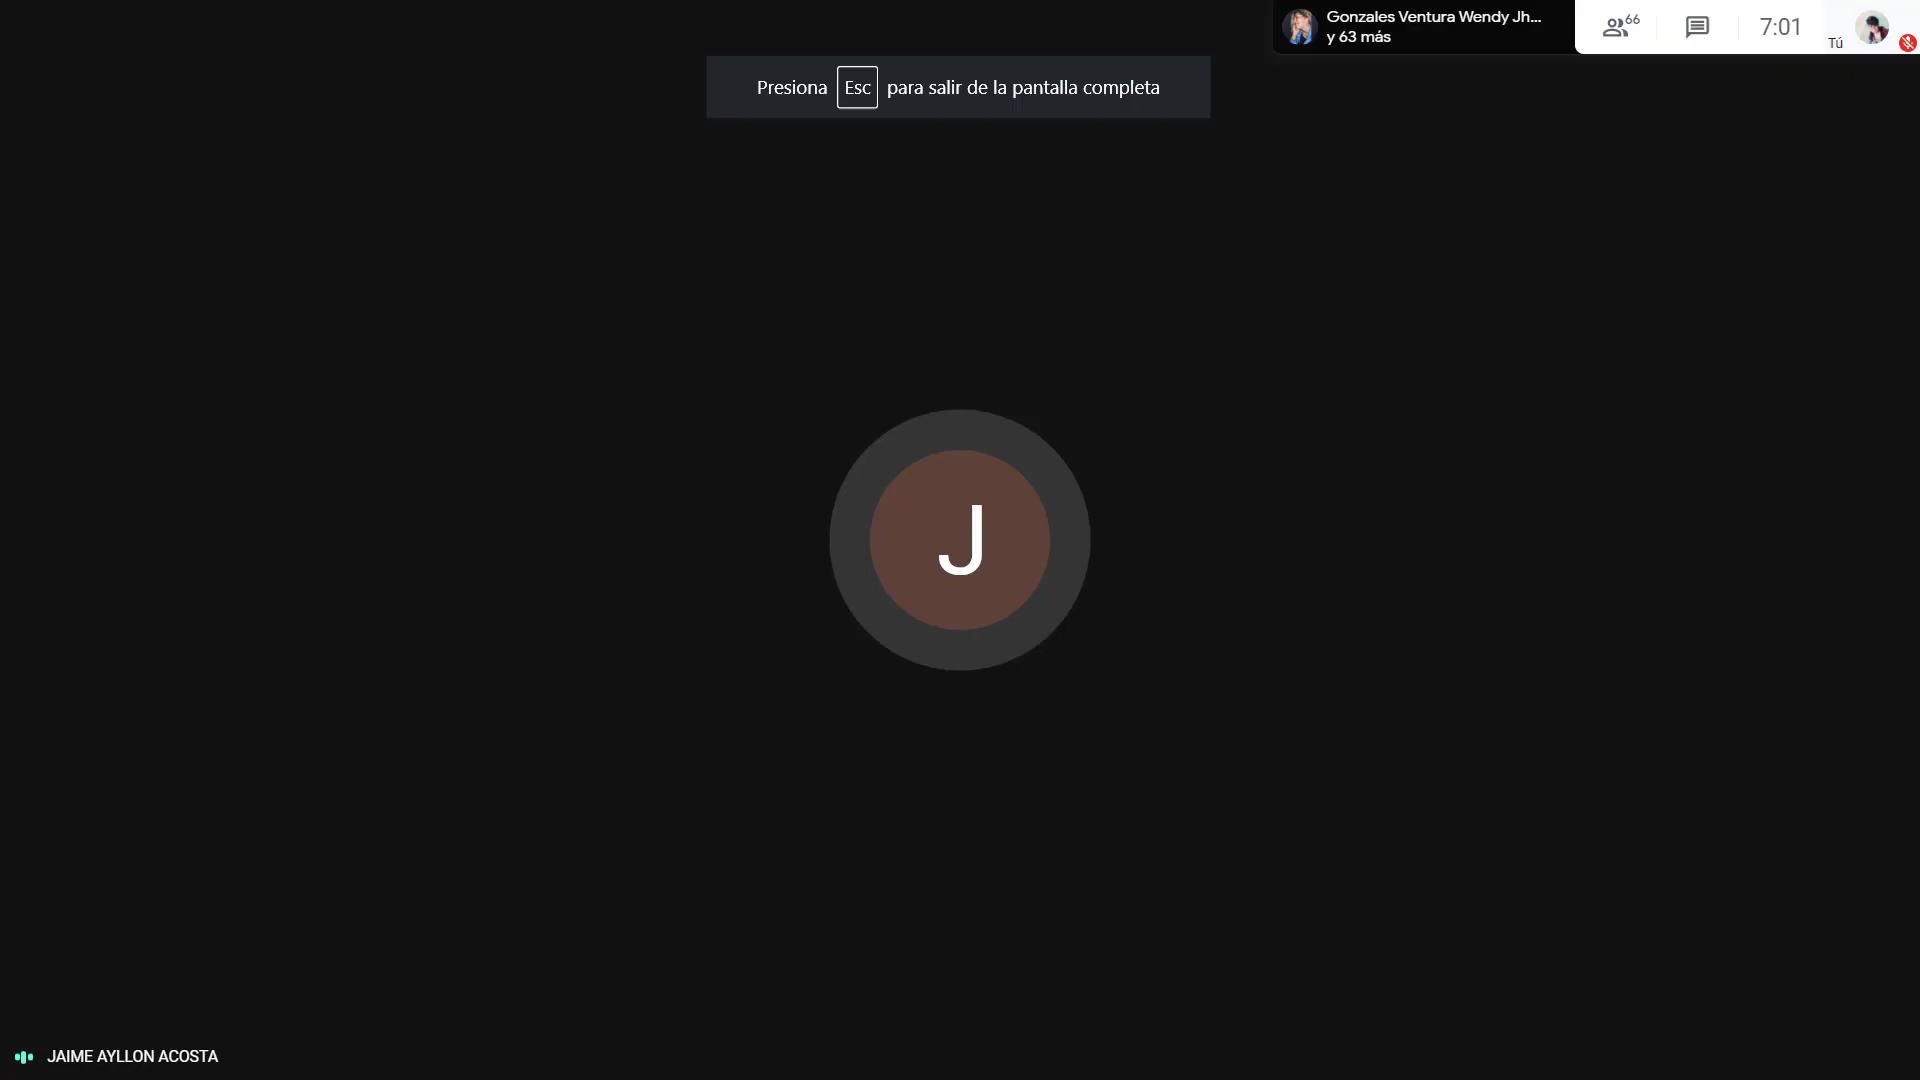 Gonzales Ventura Wendy Jh...
y 63 más
66
7:01
Tú
Presiona Esc para salir de la pantalla completa
J
JAIME AYLLON ACOSTA